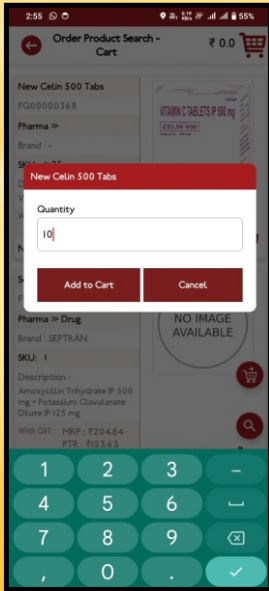 2:55
55%
Order Product Search -
Cart
₹ 0.0
New Celin 500 Tabs
FG00000368
Pharma ≫
Brand : -
VITAMIN C TABLETS IP 500 mg
CELIN 500
New Celin 500 Tabs
Quantity
10
Add to Cart
Cancel
Pharma ≫ Drug
Brand : SEPTRAN
SKU: 1
Description :
Amoxycillin Trihydrate IP 500
mg + Potassium Clavulanate
Dilute IP 125 mg
With GST : MRP : ₹204.84
PTR : ₹153.63
NO IMAGE
AVAILABLE
1 2 3 -
4 5 6
7 8 9
, 0 .